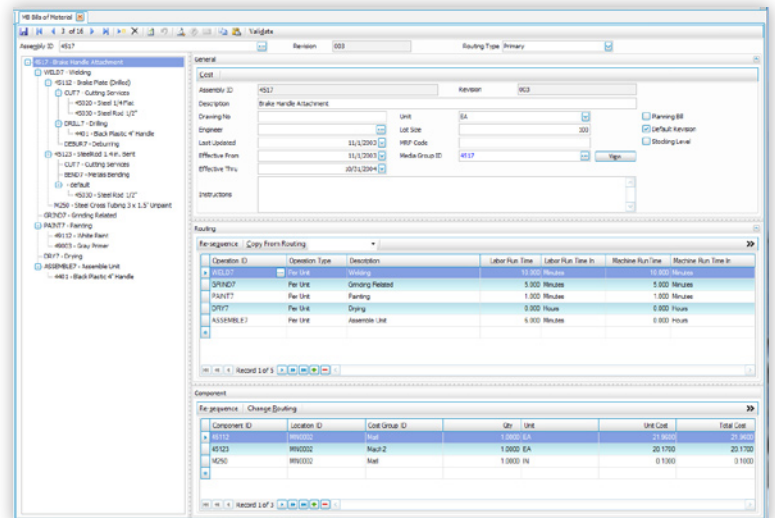 MB Bills of Material
3 of 16 Validate
Assembly ID 4517 Revision 003 Routing Type Primary
4517 - Brake Handle Attachment
WELD7 - Welding
45112 - Brake Plate (Drilled)
CUT7 - Cutting Services
45320 - Steel 1/4 Flat
45330 - Steel Rod 1/2"
DRILL7 - Drilling
4401 - Black Plastic 4" Handle
DEBUR7 - Deburring
45123 - SteelRod 1.4 in. Bent
CUT7 - Cutting Services
BEND7 - Metals Bending
- default
45330 - Steel Rod 1/2"
M250 - Steel Cross Tubing 3 x 1.5' Unpaint
GRIND7 - Grinding Related
PAINT7 - Painting
49112 - White Paint
49003 - Gray Primer
DRY7 - Drying
ASSEMBLE7 - Assemble Unit
4401 - Black Plastic 4" Handle
General
Cost
Assembly ID 4517 Revision 003
Description Brake Handle Attachment
Drawing No Unit EA Planning Bill
Engineer Lot Size 100 Default Revision
Last Updated 11/1/2003 MRP Code Stocking Level
Effective From 11/1/2003 Media Group ID 4517 View
Effective Thru 10/31/2004
Instructions
Routing
Re-sequence Copy From Routing
Operation ID Operation Type Description Labor Run Time Labor Run Time In Machine Run Time Machine Run Time In
WELD7 Per Unit Welding 10.000 Minutes 10.000 Minutes
GRIND7 Per Unit Grinding Related 5.000 Minutes 5.000 Minutes
PAINT7 Per Unit Painting 1.000 Minutes 1.000 Minutes
DRY7 Per Unit Drying 0.000 Hours 0.000 Hours
ASSEMBLE7 Per Unit Assemble Unit 6.000 Minutes 0.000 Hours
Record 1 of 5
Component
Re-sequence Change Routing
Component ID Location ID Cost Group ID Qty Unit Unit Cost Total Cost
45112 MN0002 Matl 1.0000 EA 21.9600 21.9600
45123 MN0002 Mach2 1.0000 EA 20.1700 20.1700
M250 MN0002 Matl 1.0000 IN 0.1000 0.1000
Record 1 of 3